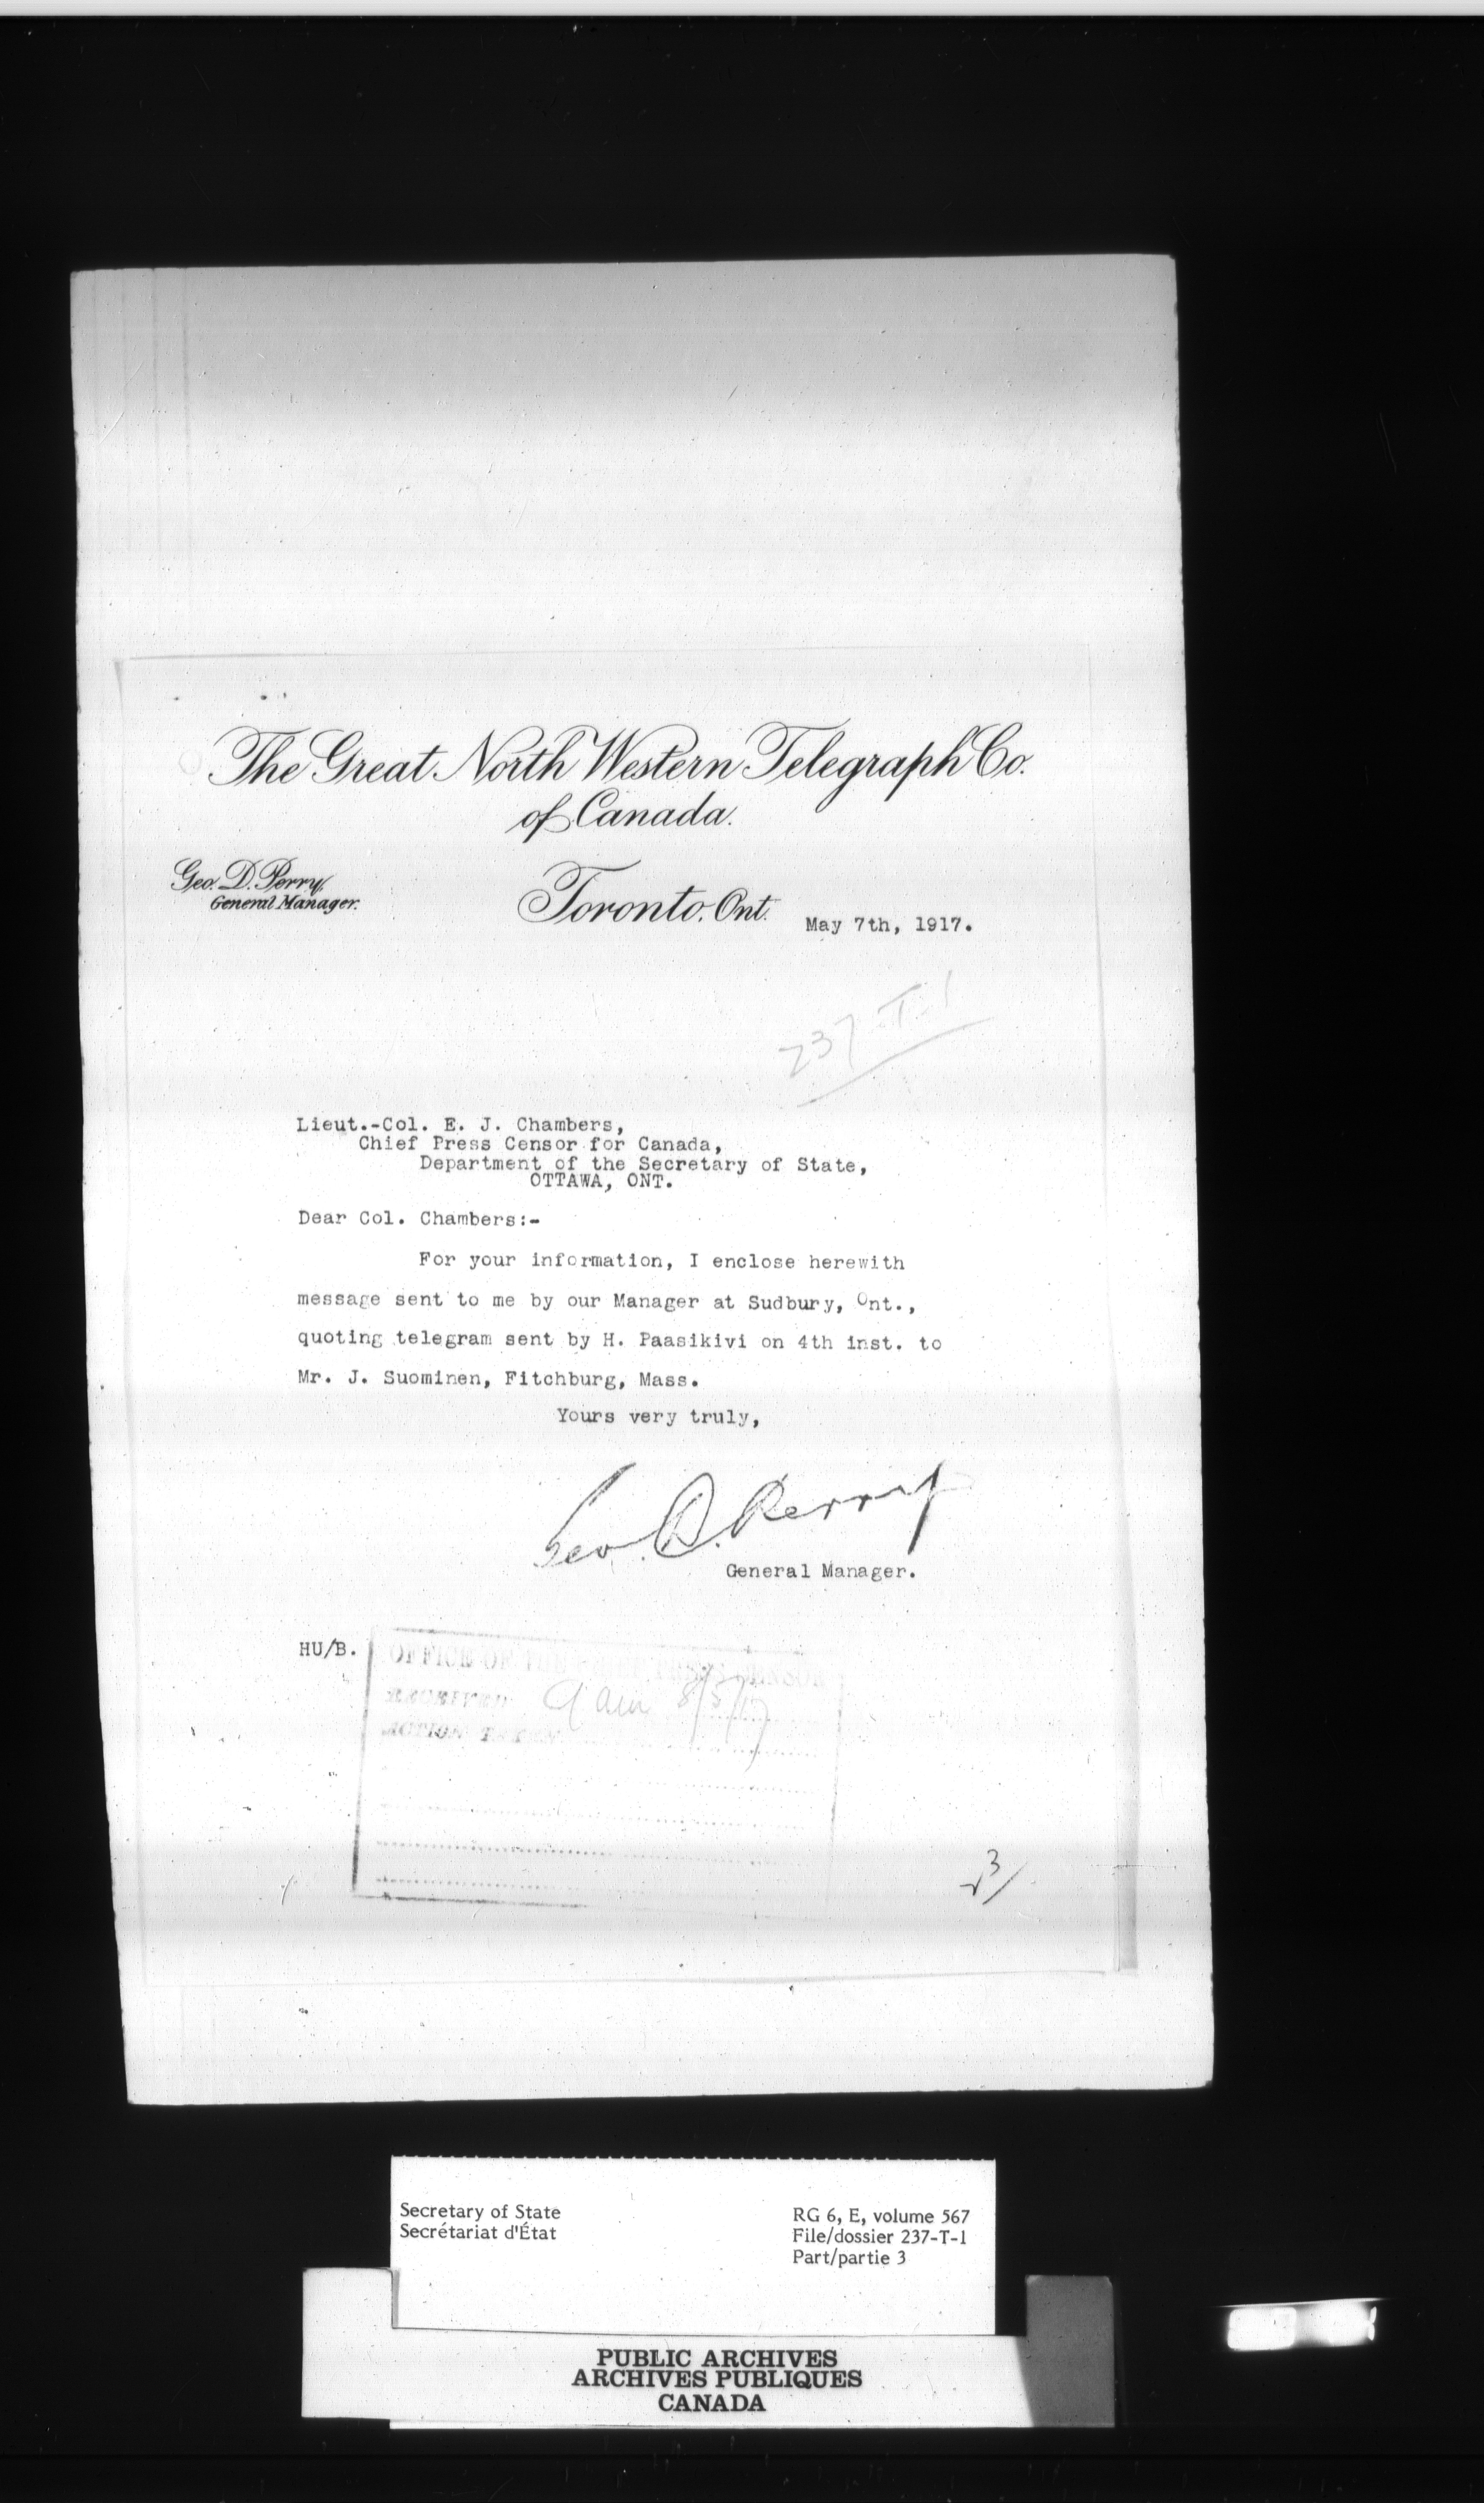 The Great North Western Telegraph Co.
of Canada.
Geo. D. Perry,
General Manager.
Toronto, Ont.
May 7th, 1917.
237-T-1
Lieut.-Col. E. J. Chambers,
Chief Press Censor for Canada,
Department of the Secretary of State,
OTTAWA, ONT.
Dear Col. Chambers:-
For your information, I enclose herewith
message sent to me by our Manager at Sudbury, Ont.,
quoting telegram sent by H. Paasikivi on 4th inst. to
Mr. J. Suominen, Fitchburg, Mass.
Yours very truly,
Geo. D. Perry
General Manager.
HU/B.
OFFICE OF THE CHIEF PRESS CENSOR
RECEIVED 9 am 8/5/17
ACTION TAKEN
Secretary of State
Secrétariat d'État
RG 6, E, volume 567
File/dossier 237-T-1
Part/partie 3
PUBLIC ARCHIVES
ARCHIVES PUBLIQUES
CANADA